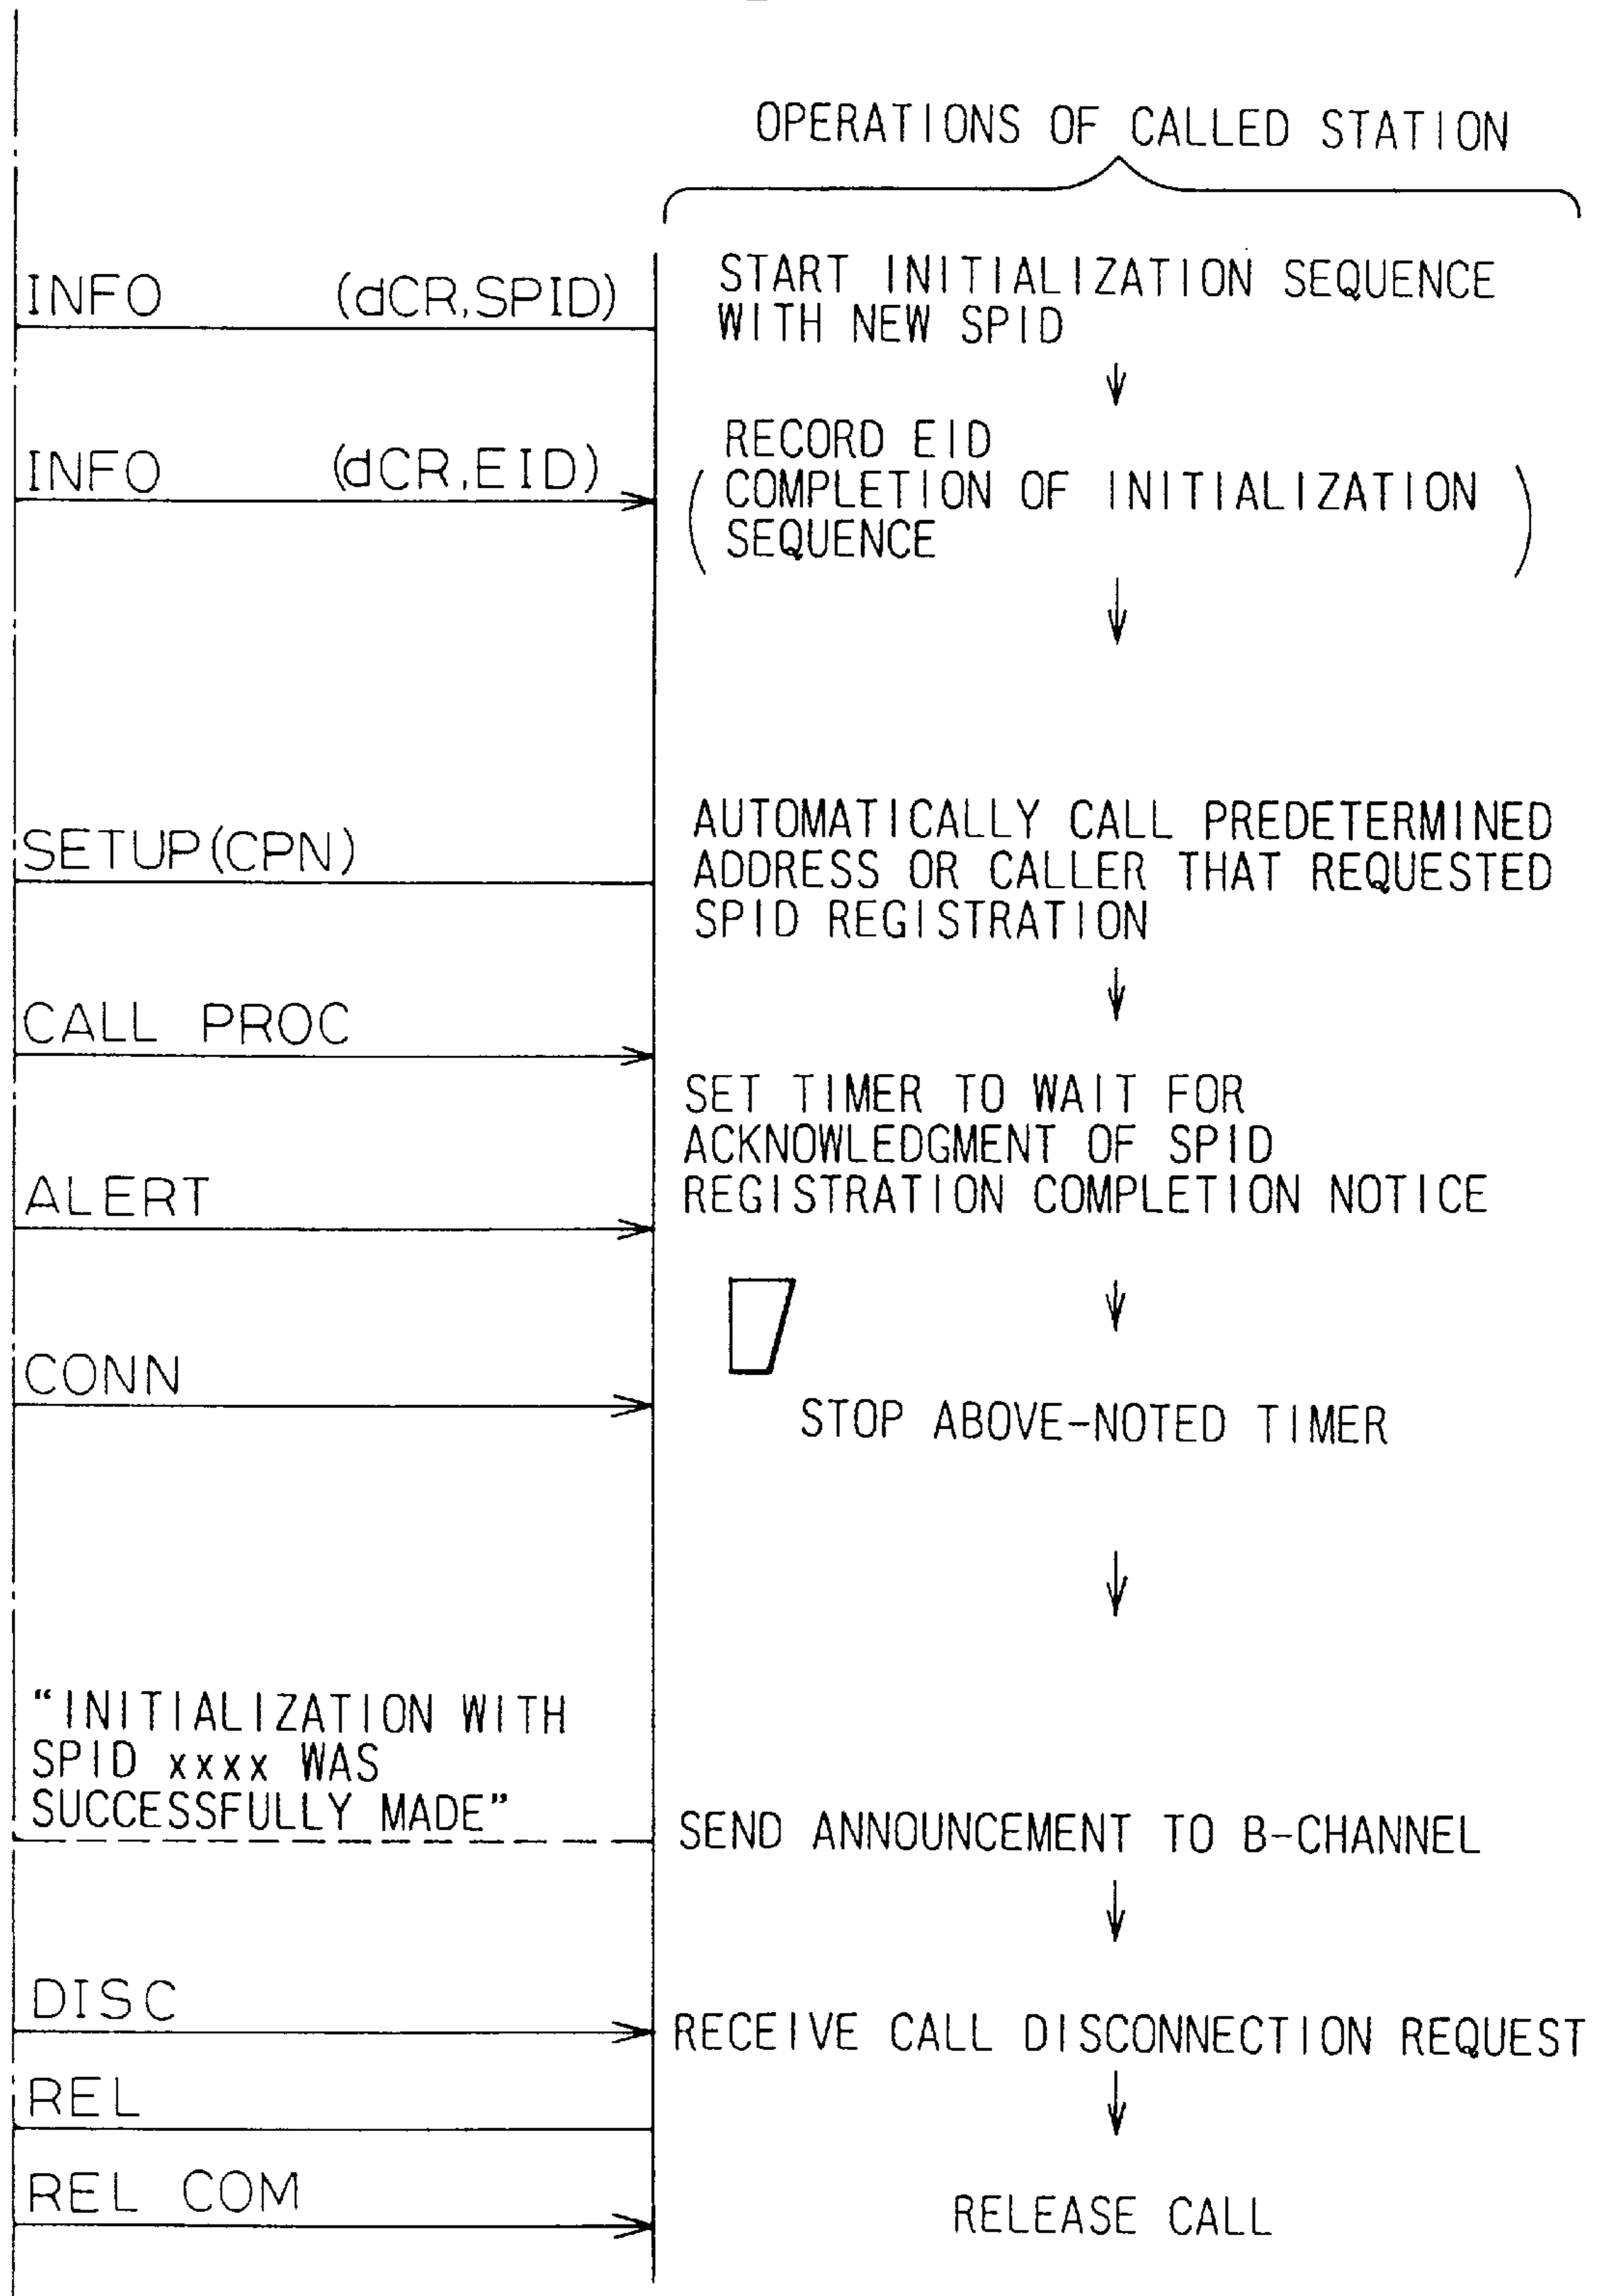 OPERATIONS OF CALLED STATION
INFO (dCR,SPID)
START INITIALIZATION SEQUENCE
WITH NEW SPID
INFO (dCR,EID)
RECORD EID
COMPLETION OF INITIALIZATION
SEQUENCE
SETUP(CPN)
AUTOMATICALLY CALL PREDETERMINED
ADDRESS OR CALLER THAT REQUESTED
SPID REGISTRATION
CALL PROC
SET TIMER TO WAIT FOR
ACKNOWLEDGMENT OF SPID
REGISTRATION COMPLETION NOTICE
ALERT
CONN
STOP ABOVE-NOTED TIMER
“INITIALIZATION WITH
SPID xxxx WAS
SUCCESSFULLY MADE”
SEND ANNOUNCEMENT TO B-CHANNEL
DISC
RECEIVE CALL DISCONNECTION REQUEST
REL
REL COM
RELEASE CALL